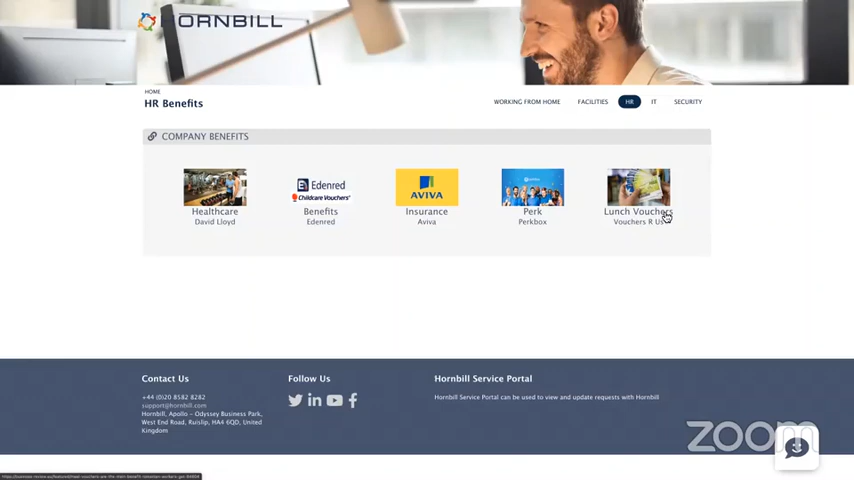 HORNBILL
HOME
HR Benefits
WORKING FROM HOME FACILITIES HR IT SECURITY
COMPANY BENEFITS
Edenred
Childcare Vouchers
AVIVA
Healthcare Benefits Insurance Perk Lunch Vouchers
David Lloyd Edenred Aviva Perkbox Vouchers R Us
Contact Us Follow Us Hornbill Service Portal
+44 (0)20 8582 8282
support@hornbill.com
Hornbill Service Portal can be used to view and update requests with Hornbill
Hornbill, Apollo - Odyssey Business Park,
West End Road, Ruislip, HA4 6QD, United
Kingdom
zoom